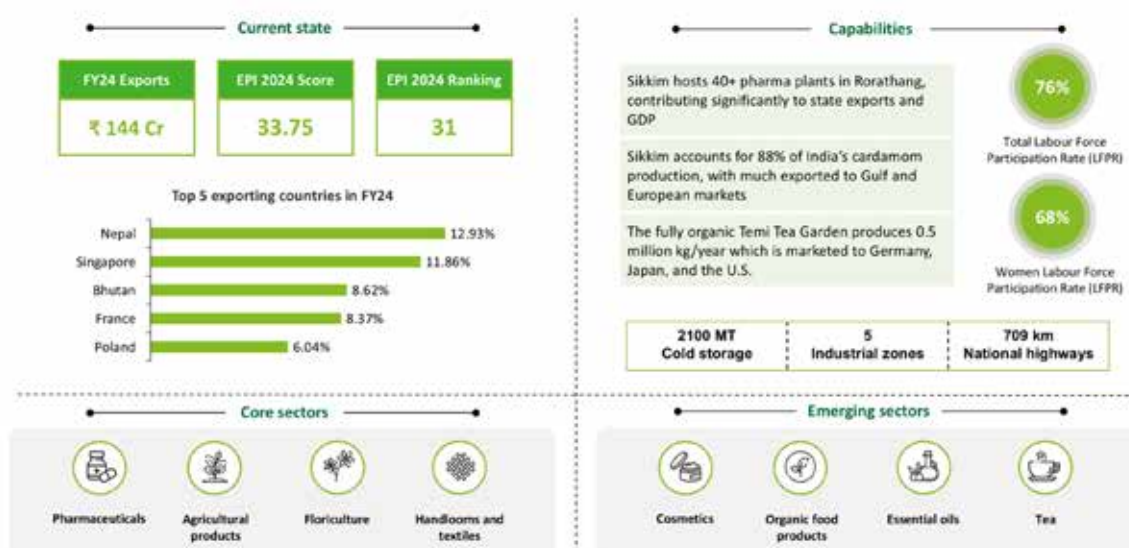 Current state
FY24 Exports
₹ 144 Cr
EPI 2024 Score
33.75
EPI 2024 Ranking
31
Top 5 exporting countries in FY24
Nepal 12.93%
Singapore 11.86%
Bhutan 8.62%
France 8.37%
Poland 6.04%
Capabilities
Sikkim hosts 40+ pharma plants in Rorathang,
contributing significantly to state exports and
GDP
Sikkim accounts for 88% of India's cardamom
production, with much exported to Gulf and
European markets
The fully organic Temi Tea Garden produces 0.5
million kg/year which is marketed to Germany,
Japan, and the U.S.
76%
Total Labour Force
Participation Rate (LFPR)
68%
Women Labour Force
Participation Rate (LFPR)
2100 MT
Cold storage
5
Industrial zones
709 km
National highways
Core sectors
Pharmaceuticals
Agricultural
products
Floriculture
Handlooms and
textiles
Emerging sectors
Cosmetics
Organic food
products
Essential oils
Tea